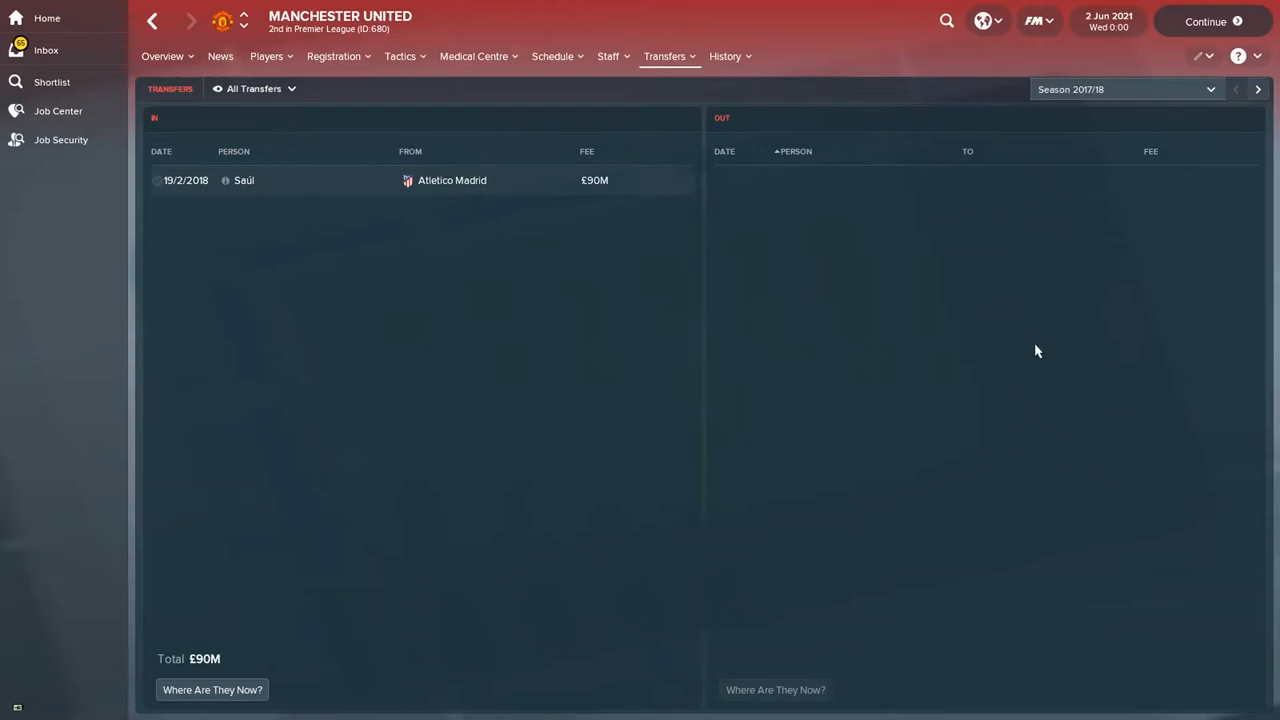 Home
Inbox
65
Shortlist
Job Center
Job Security
MANCHESTER UNITED
2nd in Premier League (ID:680)
FM
2 Jun 2021
Wed 0:00
Continue
Overview
News
Players
Registration
Tactics
Medical Centre
Schedule
Staff
Transfers
History
?
TRANSFERS
All Transfers
Season 2017/18
IN
DATE PERSON FROM FEE
19/2/2018 Saúl Atletico Madrid £90M
Total £90M
Where Are They Now?
OUT
DATE PERSON TO FEE
Where Are They Now?